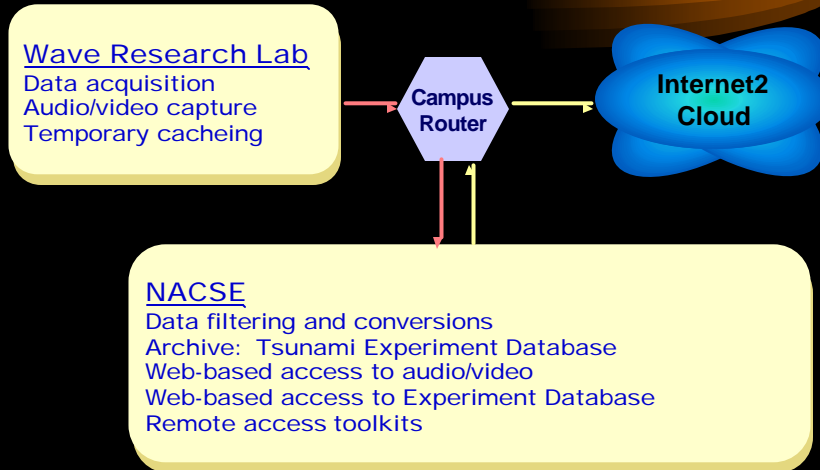 Wave Research Lab
Data acquisition
Audio/video capture
Temporary cacheing
Campus
Router
Internet2
Cloud
NACSE
Data filtering and conversions
Archive: Tsunami Experiment Database
Web-based access to audio/video
Web-based access to Experiment Database
Remote access toolkits